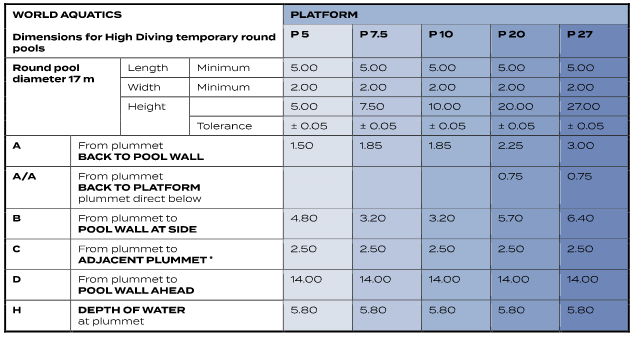 WORLD AQUATICS PLATFORM
Dimensions for High Diving temporary round pools P 5 P 7.5 P 10 P 20 P 27
Round pool diameter 17 m Length Minimum 5.00 5.00 5.00 5.00 5.00
Width Minimum 2.00 2.00 2.00 2.00 2.00
Height 5.00 7.50 10.00 20.00 27.00
Tolerance ± 0.05 ± 0.05 ± 0.05 ± 0.05 ± 0.05
A From plummet 1.50 1.85 1.85 2.25 3.00
BACK TO POOL WALL
A/A From plummet 0.75 0.75
BACK TO PLATFORM
plummet direct below
B From plummet to 4.80 3.20 3.20 5.70 6.40
POOL WALL AT SIDE
C From plummet to 2.50 2.50 2.50 2.50 2.50
ADJACENT PLUMMET *
D From plummet to 14.00 14.00 14.00 14.00 14.00
POOL WALL AHEAD
H DEPTH OF WATER 5.80 5.80 5.80 5.80 5.80
at plummet